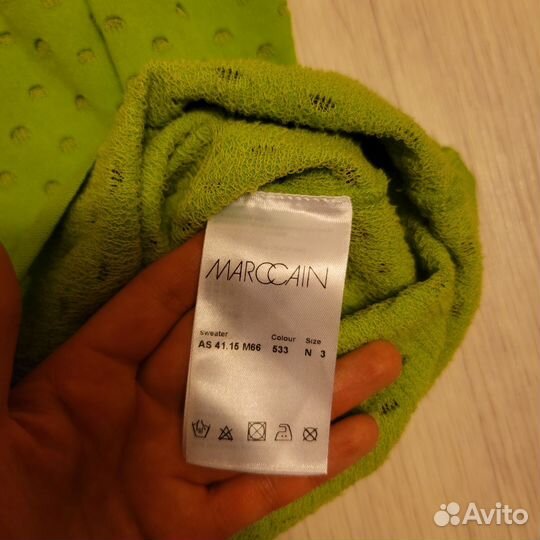 MARCCAIN
sweater Colour Size
AS 41.15 M66 533 N 3
Avito